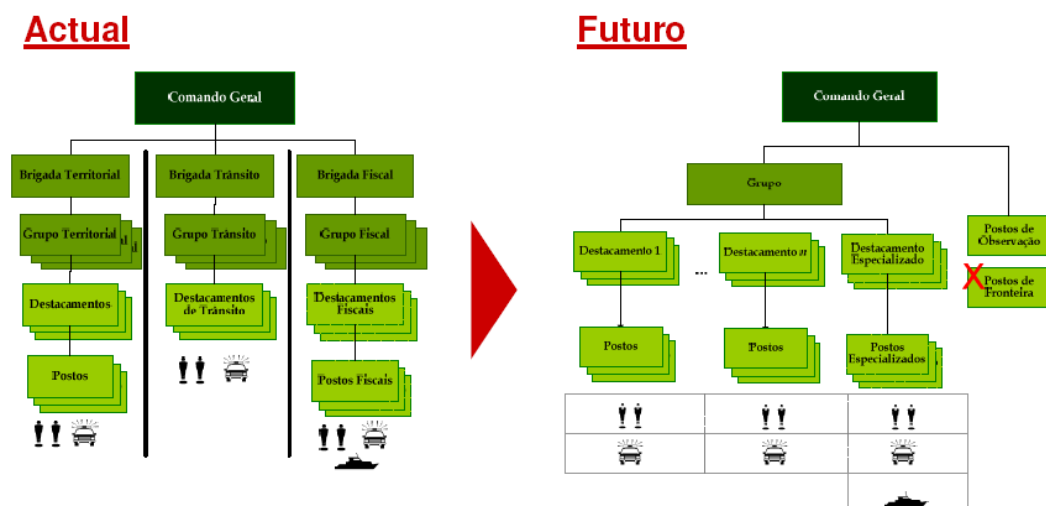 Actual
Futuro
Comando Geral
Brigada Territorial
Brigada Trânsito
Brigada Fiscal
Grupo Territorial
Grupo Trânsito
Grupo Fiscal
Destacamentos
Destacamentos
de Trânsito
Destacamentos
Fiscais
Postos
Postos Fiscais
Comando Geral
Grupo
Destacamento 1
...
Destacamento n
Destacamento
Especializado
Postos de
Observação
X
Postos de
Fronteira
Postos
Postos
Postos
Especializados